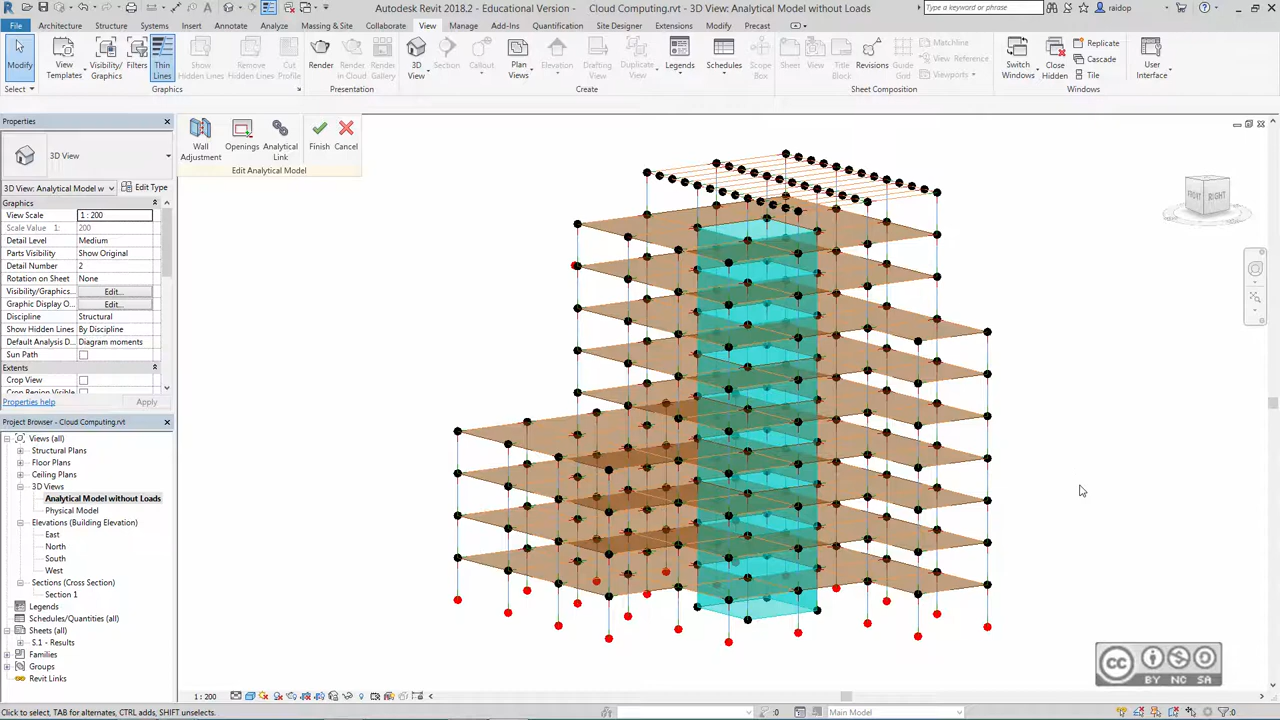 Autodesk Revit 2018.2 - Educational Version - Cloud Computing.rvt - 3D View: Analytical Model without Loads
Type a keyword or phrase
raidop
File Architecture Structure Systems Insert Annotate Analyze Massing & Site Collaborate View Manage Add-Ins Quantification Site Designer Extensions Modify Precast
Modify
View Templates
Visibility/ Graphics
Filters
Thin Lines
Show Hidden Lines
Remove Hidden Lines
Cut Profile
Render
Render in Cloud
Render Gallery
3D View
Section
Callout
Plan Views
Elevation
Drafting View
Duplicate View
Legends
Schedules
Scope Box
Sheet
View
Title Block
Revisions
Guide Grid
Matchline
View Reference
Viewports
Switch Windows
Close Hidden
Replicate
Cascade
Tile
User Interface
Select Graphics Presentation Create Sheet Composition Windows
Properties
3D View
3D View: Analytical Model w Edit Type
Graphics
View Scale 1 : 200
Scale Value 1: 200
Detail Level Medium
Parts Visibility Show Original
Detail Number 2
Rotation on Sheet None
Visibility/Graphics... Edit...
Graphic Display O... Edit...
Discipline Structural
Show Hidden Lines By Discipline
Default Analysis D... Diagram moments
Sun Path
Extents
Crop View
Properties help Apply
Wall Adjustment
Openings
Analytical Link
Finish
Cancel
Edit Analytical Model
FRONT RIGHT
Project Browser - Cloud Computing.rvt
Views (all)
Structural Plans
Floor Plans
Ceiling Plans
3D Views
Analytical Model without Loads
Physical Model
Elevations (Building Elevation)
East
North
South
West
Sections (Cross Section)
Section 1
Legends
Schedules/Quantities (all)
Sheets (all)
S.1 - Results
Families
Groups
Revit Links
1 : 200
cc BY NC SA
Click to select, TAB for alternates, CTRL adds, SHIFT unselects.
:0
Main Model
:0